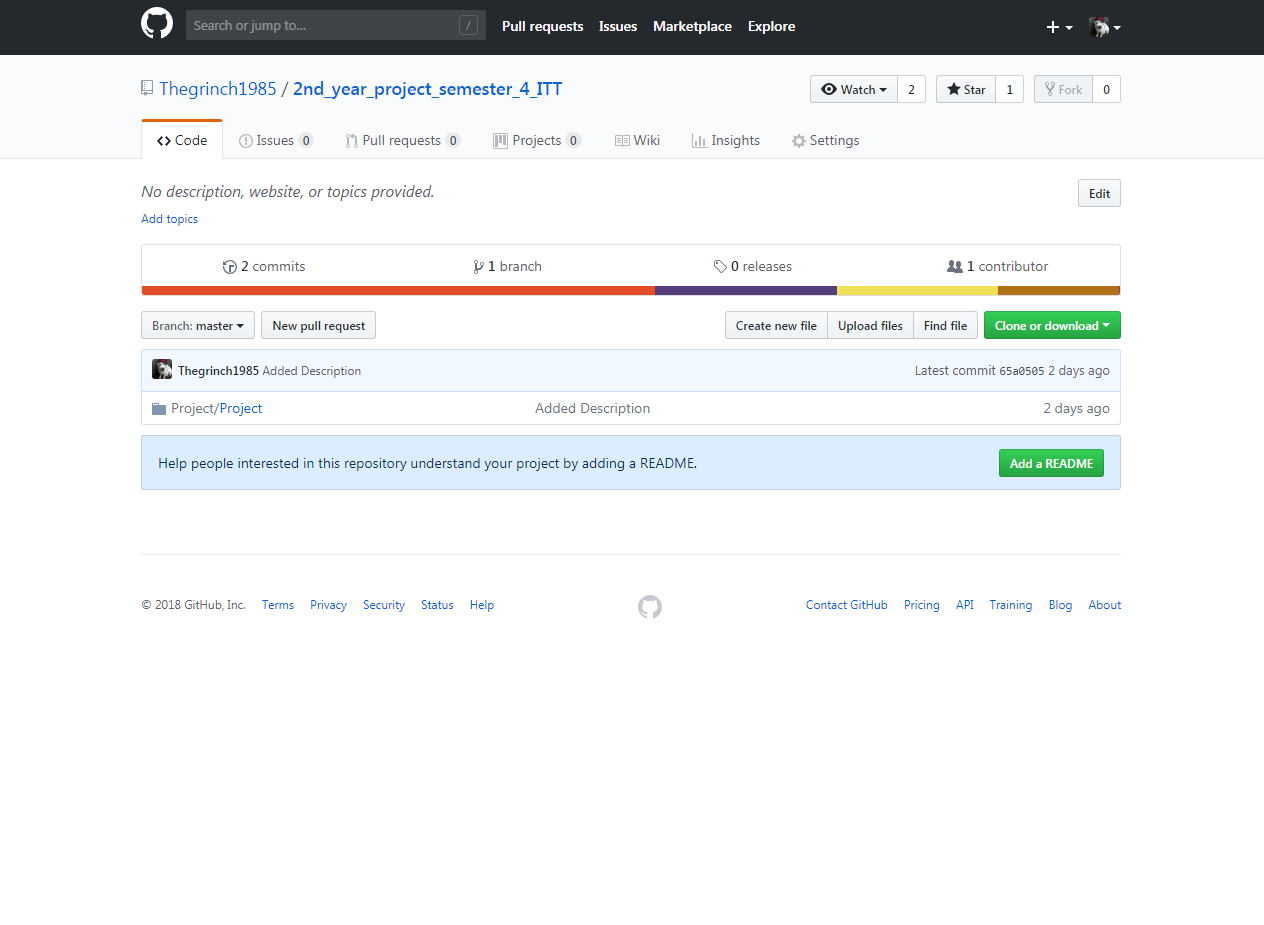 Search or jump to... /
Pull requests Issues Marketplace Explore
Thegrinch1985 / 2nd_year_project_semester_4_ITT
Watch 2 Star 1 Fork 0
Code Issues 0 Pull requests 0 Projects 0 Wiki Insights Settings
No description, website, or topics provided.
Edit
Add topics
2 commits 1 branch 0 releases 1 contributor
Branch: master New pull request Create new file Upload files Find file Clone or download
Thegrinch1985 Added Description Latest commit 65a0505 2 days ago
Project/Project Added Description 2 days ago
Help people interested in this repository understand your project by adding a README. Add a README
© 2018 GitHub, Inc. Terms Privacy Security Status Help Contact GitHub Pricing API Training Blog About